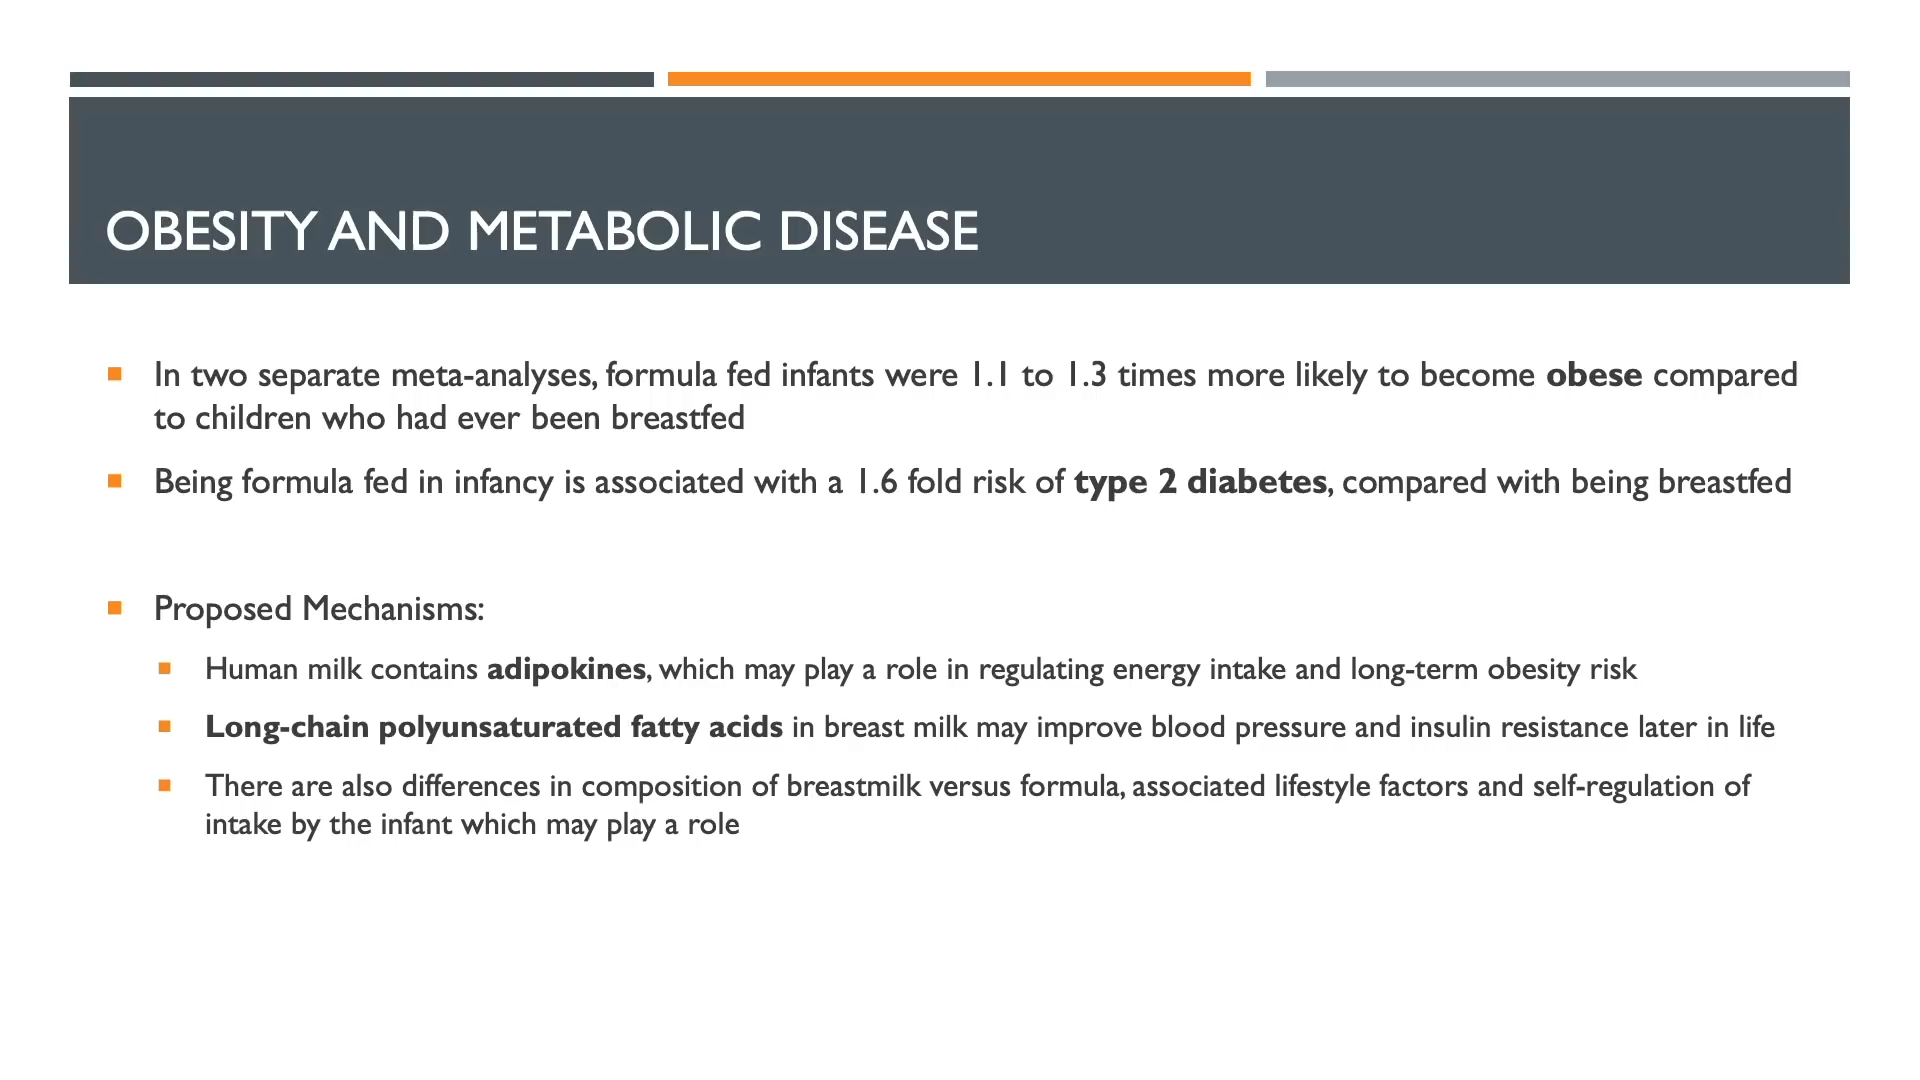 OBESITY AND METABOLIC DISEASE
In two separate meta-analyses, formula fed infants were 1.1 to 1.3 times more likely to become obese compared
to children who had ever been breastfed
Being formula fed in infancy is associated with a 1.6 fold risk of type 2 diabetes, compared with being breastfed
Proposed Mechanisms:
Human milk contains adipokines, which may play a role in regulating energy intake and long-term obesity risk
Long-chain polyunsaturated fatty acids in breast milk may improve blood pressure and insulin resistance later in life
There are also differences in composition of breastmilk versus formula, associated lifestyle factors and self-regulation of
intake by the infant which may play a role